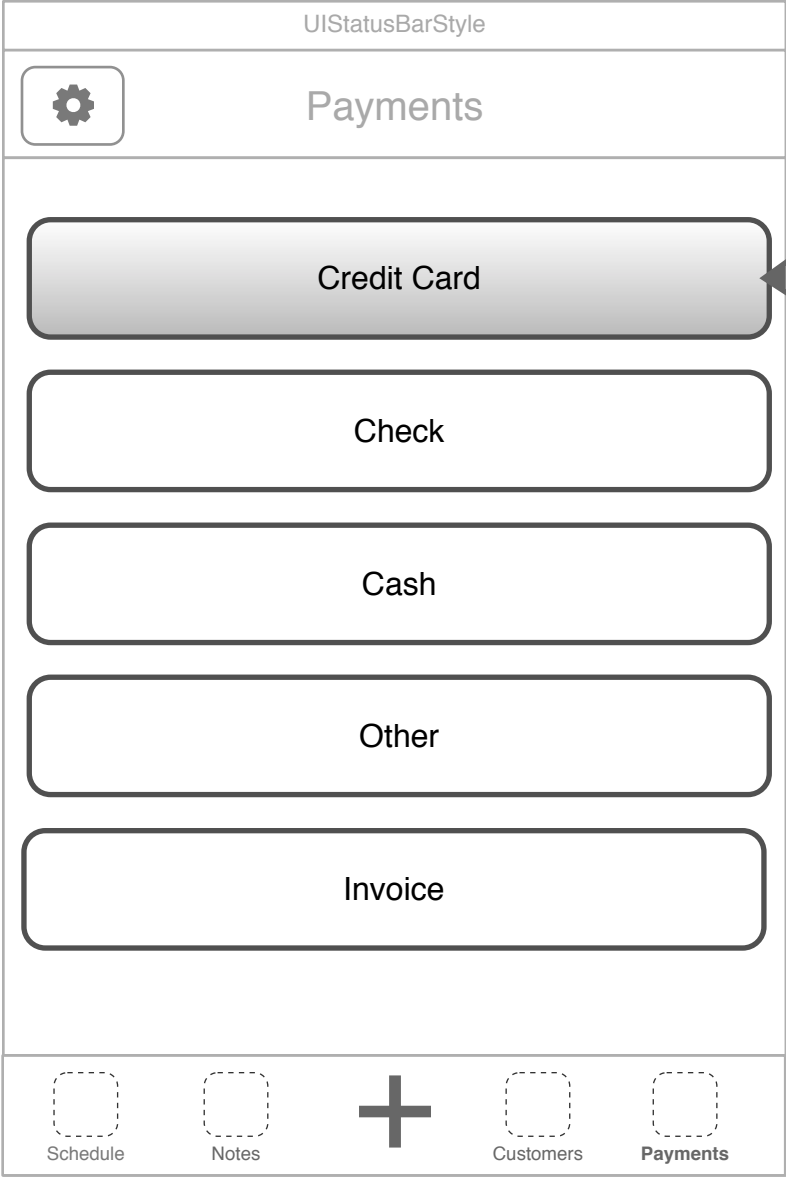 UIStatusBarStyle
Payments
Credit Card
Check
Cash
Other
Invoice
Schedule
Notes
Customers
Payments